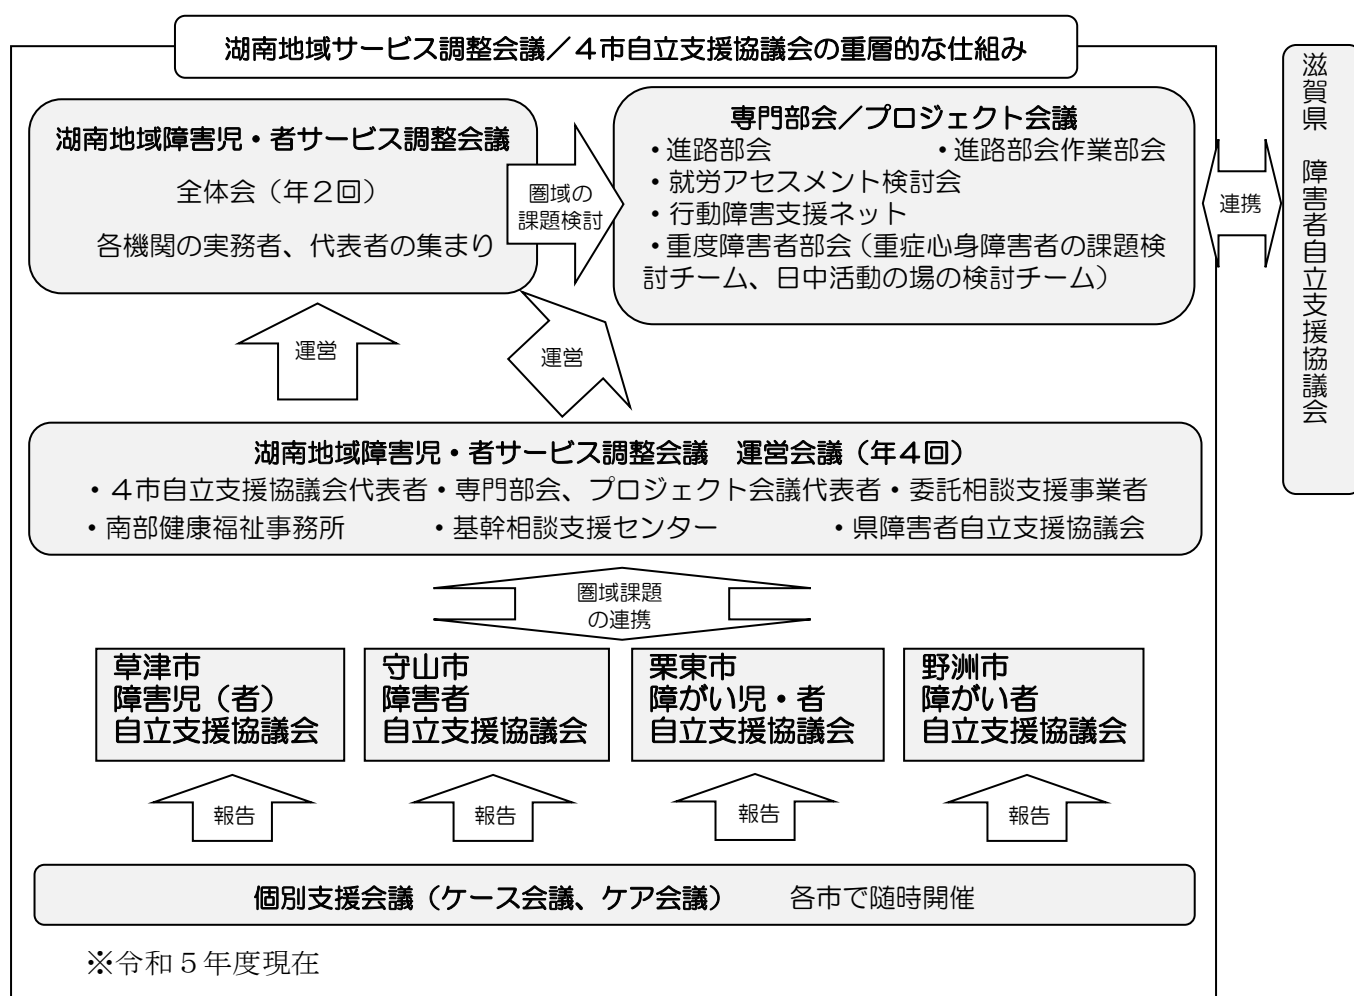 湖南地域サービス調整会議／４市自立支援協議会の重層的な仕組み
湖南地域障害児・者サービス調整会議
全体会（年２回）
各機関の実務者、代表者の集まり
圏域の
課題検討
専門部会／プロジェクト会議
・進路部会　・進路部会作業部会
・就労アセスメント検討会
・行動障害支援ネット
・重度障害者部会（重症心身障害者の課題検
討チーム、日中活動の場の検討チーム）
連携
滋賀県　障害者自立支援協議会
運営
運営
湖南地域障害児・者サービス調整会議　運営会議（年４回）
・４市自立支援協議会代表者・専門部会、プロジェクト会議代表者・委託相談支援事業者
・南部健康福祉事務所　・基幹相談支援センター　・県障害者自立支援協議会
圏域課題
の連携
草津市
障害児（者）
自立支援協議会
守山市
障害者
自立支援協議会
栗東市
障がい児・者
自立支援協議会
野洲市
障がい者
自立支援協議会
報告
報告
報告
報告
個別支援会議（ケース会議、ケア会議）　各市で随時開催
※令和５年度現在